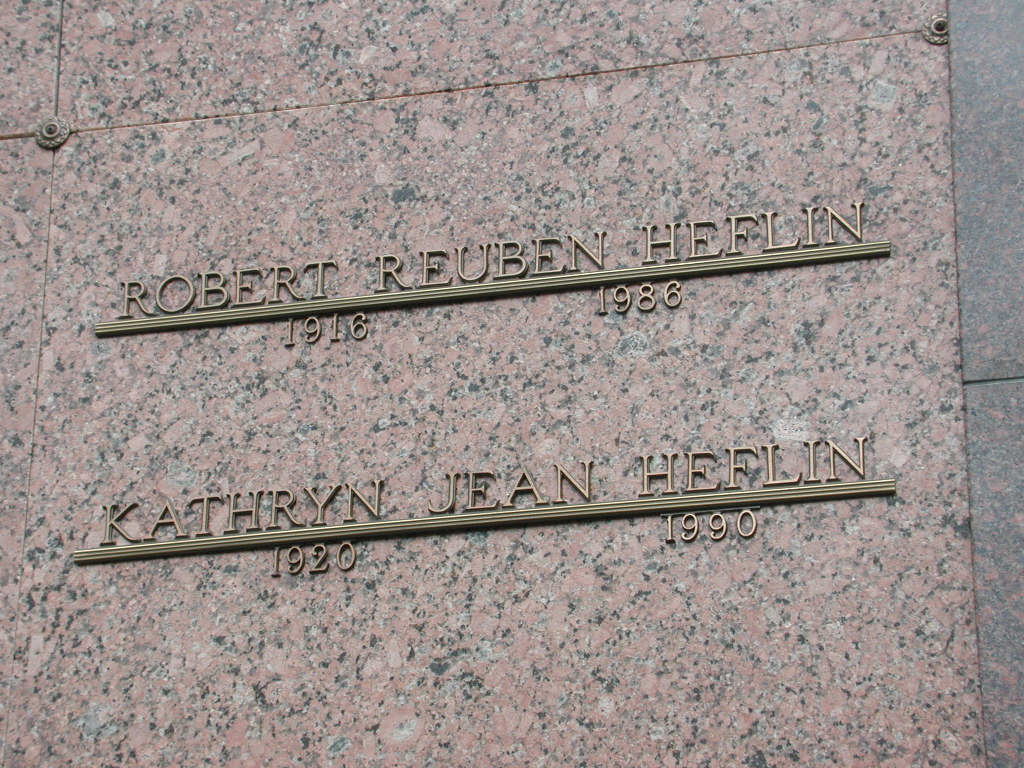 ROBERT REUBEN HEFLIN
1916 1986
KATHRYN JEAN HEFLIN
1920 1990